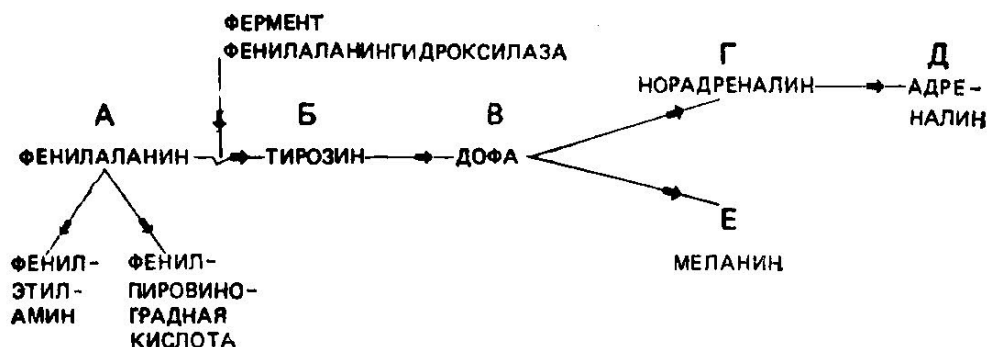 ФЕРМЕНТ
ФЕНИЛАЛАНИНГИДРОКСИЛАЗА
Г
Д
НОРАДРЕНАЛИН
АДРЕ-
НАЛИН
А
Б
В
ФЕНИЛАЛАНИН
ТИРОЗИН
ДОФА
Е
МЕЛАНИН
ФЕНИЛ-
ЭТИЛ-
АМИН
ФЕНИЛ-
ПИРОВИНО-
ГРАДНАЯ
КИСЛОТА